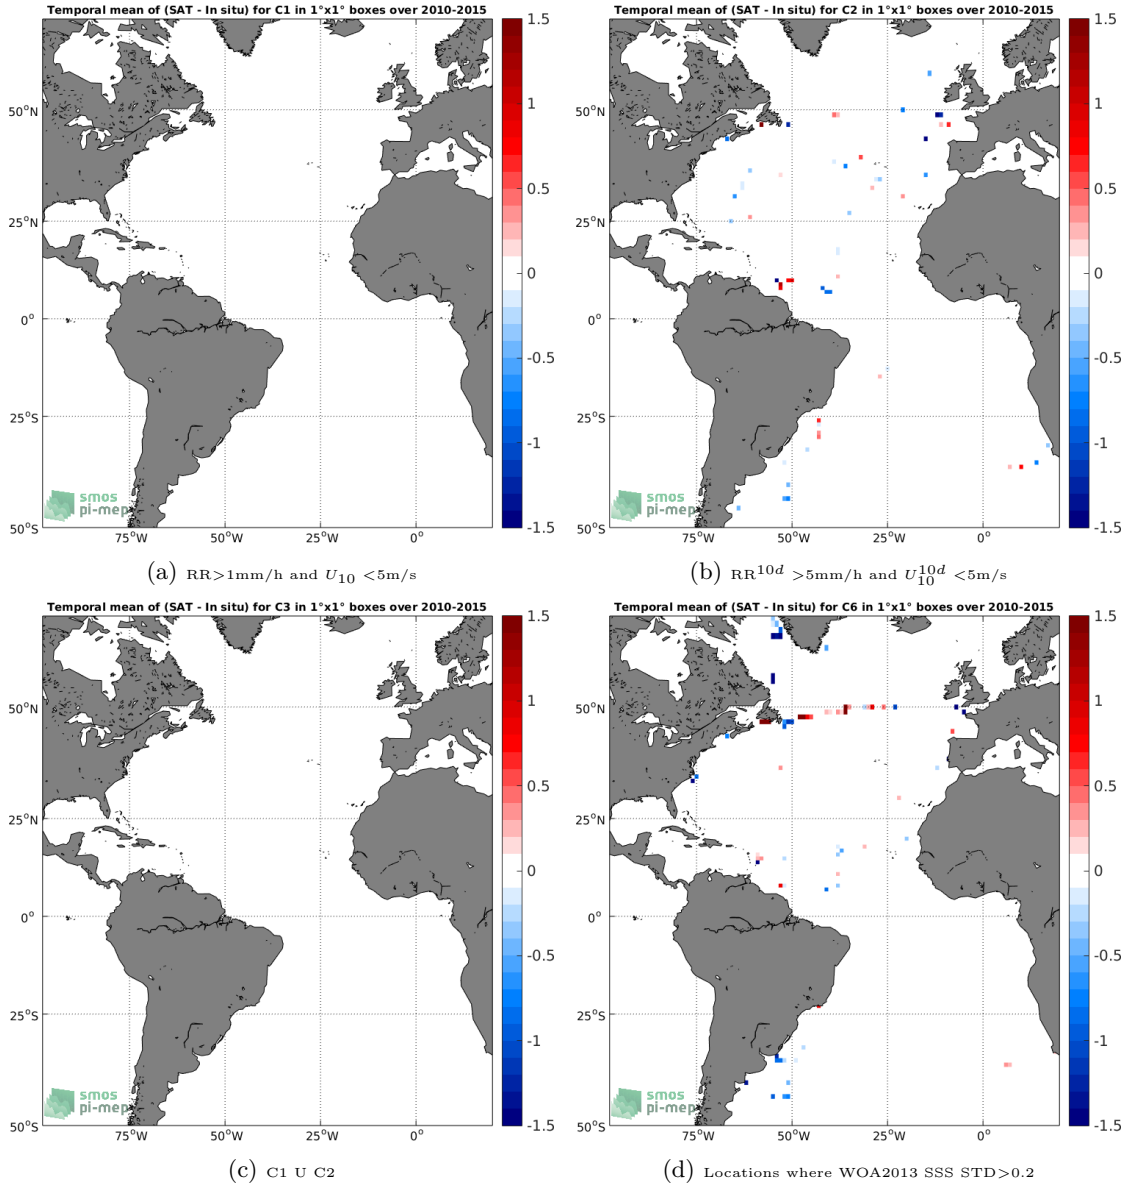 Temporal mean of (SAT - In situ) for C1 in 1°x1° boxes over 2010-2015
50°N
25°N
0°
25°S
50°S
75°W
50°W
25°W
0°
1.5
1
0.5
0
-0.5
-1
-1.5
smos
pi-mep
(a) RR>1mm/h and U10 <5m/s
Temporal mean of (SAT - In situ) for C2 in 1°x1° boxes over 2010-2015
50°N
25°N
0°
25°S
50°S
75°W
50°W
25°W
0°
1.5
1
0.5
0
-0.5
-1
-1.5
smos
pi-mep
(b) RR10d >5mm/h and U10 10d <5m/s
Temporal mean of (SAT - In situ) for C3 in 1°x1° boxes over 2010-2015
50°N
25°N
0°
25°S
50°S
75°W
50°W
25°W
0°
1.5
1
0.5
0
-0.5
-1
-1.5
smos
pi-mep
(c) C1 U C2
Temporal mean of (SAT - In situ) for C6 in 1°x1° boxes over 2010-2015
50°N
25°N
0°
25°S
50°S
75°W
50°W
25°W
0°
1.5
1
0.5
0
-0.5
-1
-1.5
smos
pi-mep
(d) Locations where WOA2013 SSS STD>0.2